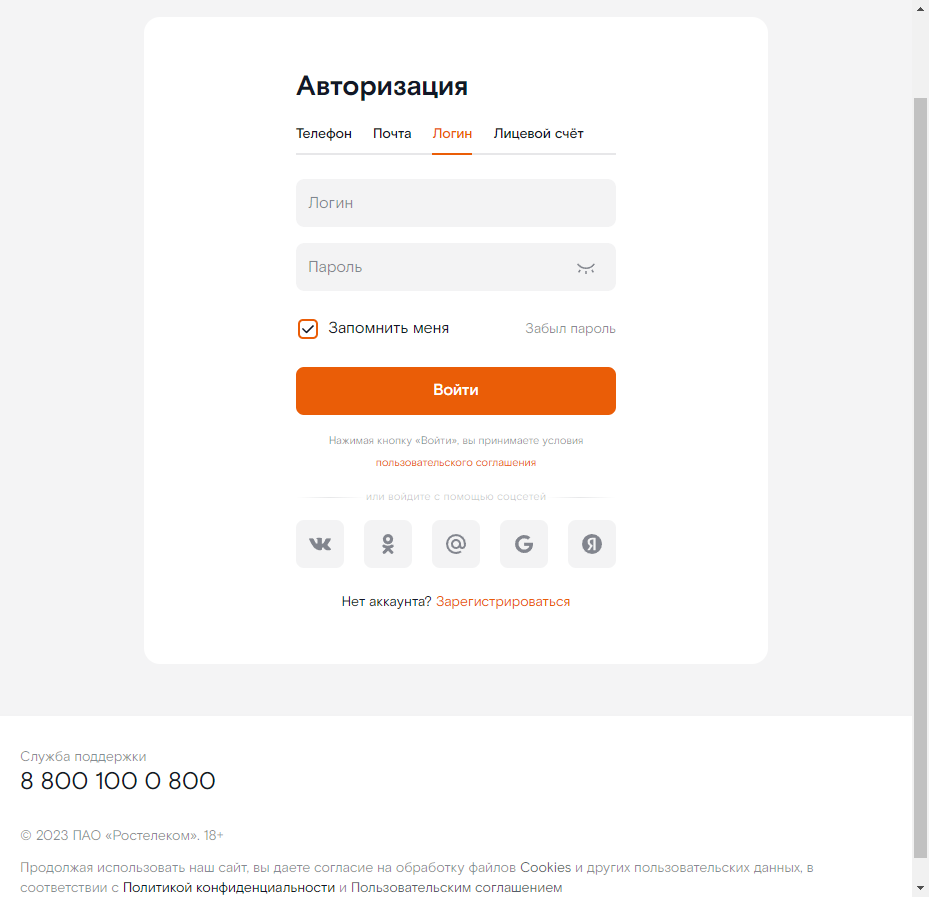 Авторизация
Телефон Почта Логин Лицевой счёт
Логин
Пароль
Запомнить меня Забыл пароль
Войти
Нажимая кнопку «Войти», вы принимаете условия
пользовательского соглашения
или войдите с помощью соцсетей
Нет аккаунта? Зарегистрироваться
Служба поддержки
8 800 100 0 800
© 2023 ПАО «Ростелеком». 18+
Продолжая использовать наш сайт, вы даете согласие на обработку файлов Cookies и других пользовательских данных, в
соответствии с Политикой конфиденциальности и Пользовательским соглашением